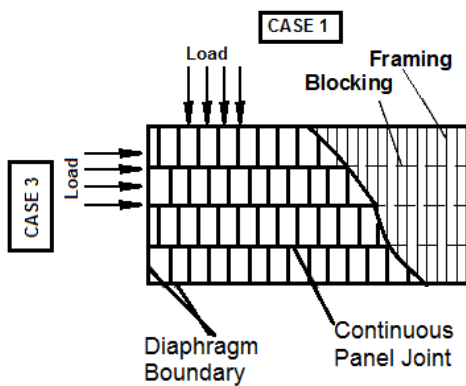 CASE 1
Framing
Load
Blocking
CASE 3
Load
Diaphragm
Boundary
Continuous
Panel Joint